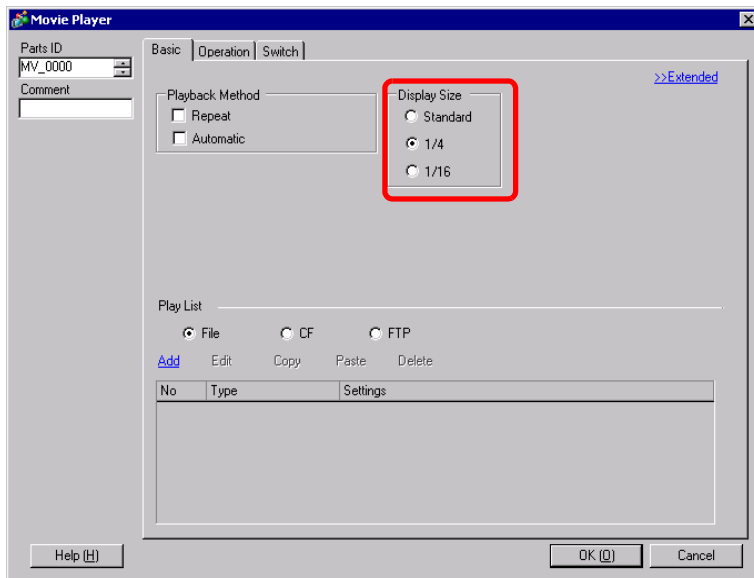 Movie Player
Parts ID
MV_0000
Comment
Basic Operation Switch
>>Extended
Playback Method
Repeat
Automatic
Display Size
Standard
1/4
1/16
Play List
File CF FTP
Add Edit Copy Paste Delete
No Type Settings
Help (H) OK (O) Cancel